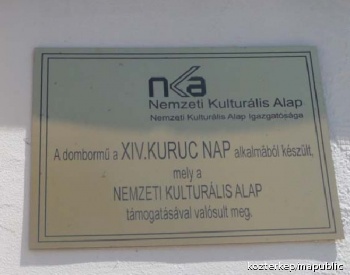 nka
Nemzeti Kulturális Alap
Nemzeti Kulturális Alap Igazgatósága
A dombormű a XIV.KURUC NAP alkalmából készült,
mely a
NEMZETI KULTURÁLIS ALAP
támogatásával valósult meg.
kozterkep/mapublic